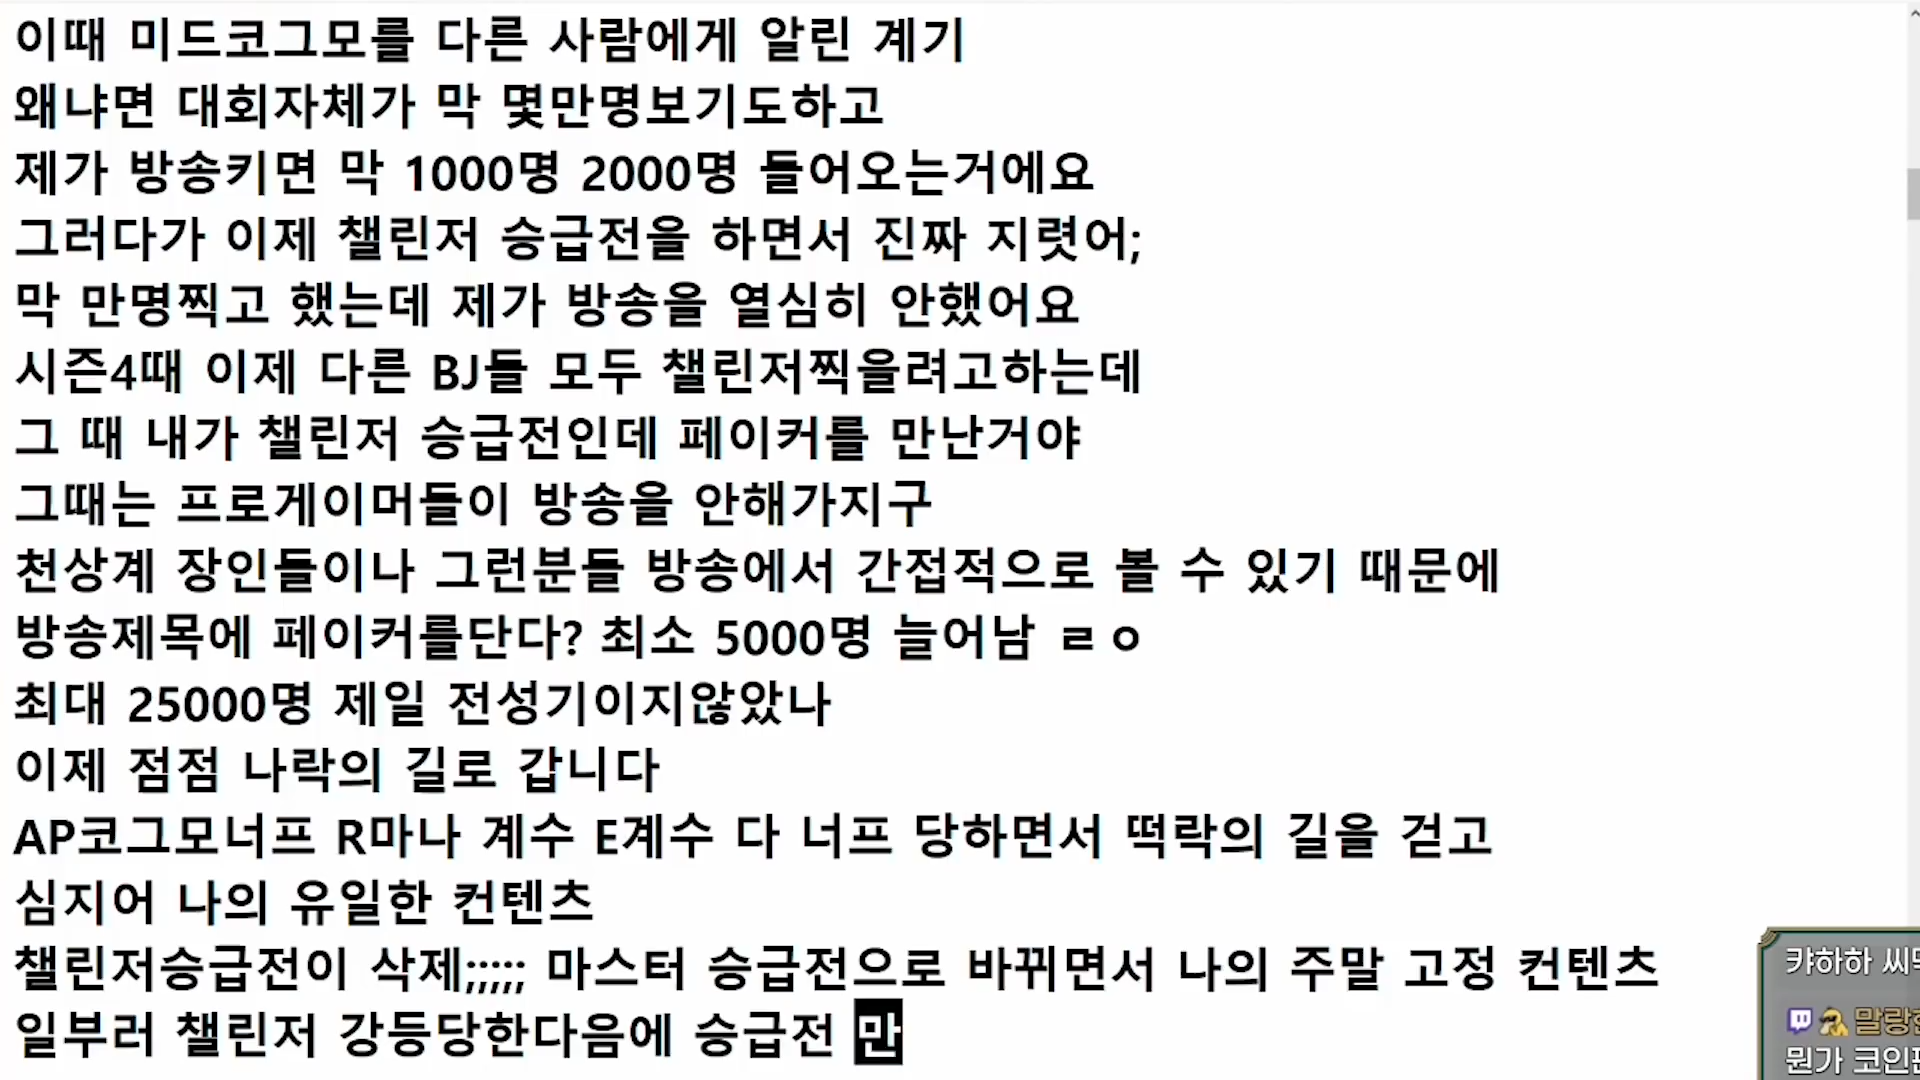 이때 미드코그모를 다른 사람에게 알린 계기
왜냐면 대회자체가 막 몇만명보기도하고
제가 방송키면 막 1000명 2000명 들어오는거에요
그러다가 이제 챌린저 승급전을 하면서 진짜 지렷어;
막 만명찍고 했는데 제가 방송을 열심히 안했어요
시즌4때 이제 다른 BJ들 모두 챌린저찍을려고하는데
그 때 내가 챌린저 승급전인데 페이커를 만난거야
그때는 프로게이머들이 방송을 안해가지구
천상계 장인들이나 그런분들 방송에서 간접적으로 볼 수 있기 때문에
방송제목에 페이커를단다? 최소 5000명 늘어남 ㄹㅇ
최대 25000명 제일 전성기이지않았나
이제 점점 나락의 길로 갑니다
AP코그모너프 R마나 계수 E계수 다 너프 당하면서 떡락의 길을 걷고
심지어 나의 유일한 컨텐츠
챌린저승급전이 삭제;;;;; 마스터 승급전으로 바뀌면서 나의 주말 고정 컨텐츠
일부러 챌린저 강등당한다음에 승급전 만
캬하하
뭔가